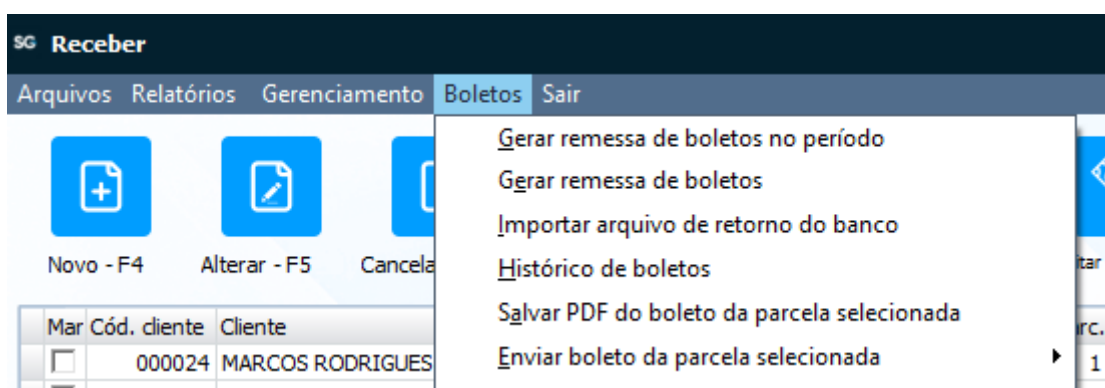 SG Receber
Arquivos Relatórios Gerenciamento Boletos Sair
Gerar remessa de boletos no período
Gerar remessa de boletos
Importar arquivo de retorno do banco
Histórico de boletos
Salvar PDF do boleto da parcela selecionada
Enviar boleto da parcela selecionada
Novo - F4 Alterar - F5 Cancela
itar
Mar Cód. cliente Cliente rc.
000024 MARCOS RODRIGUES 1